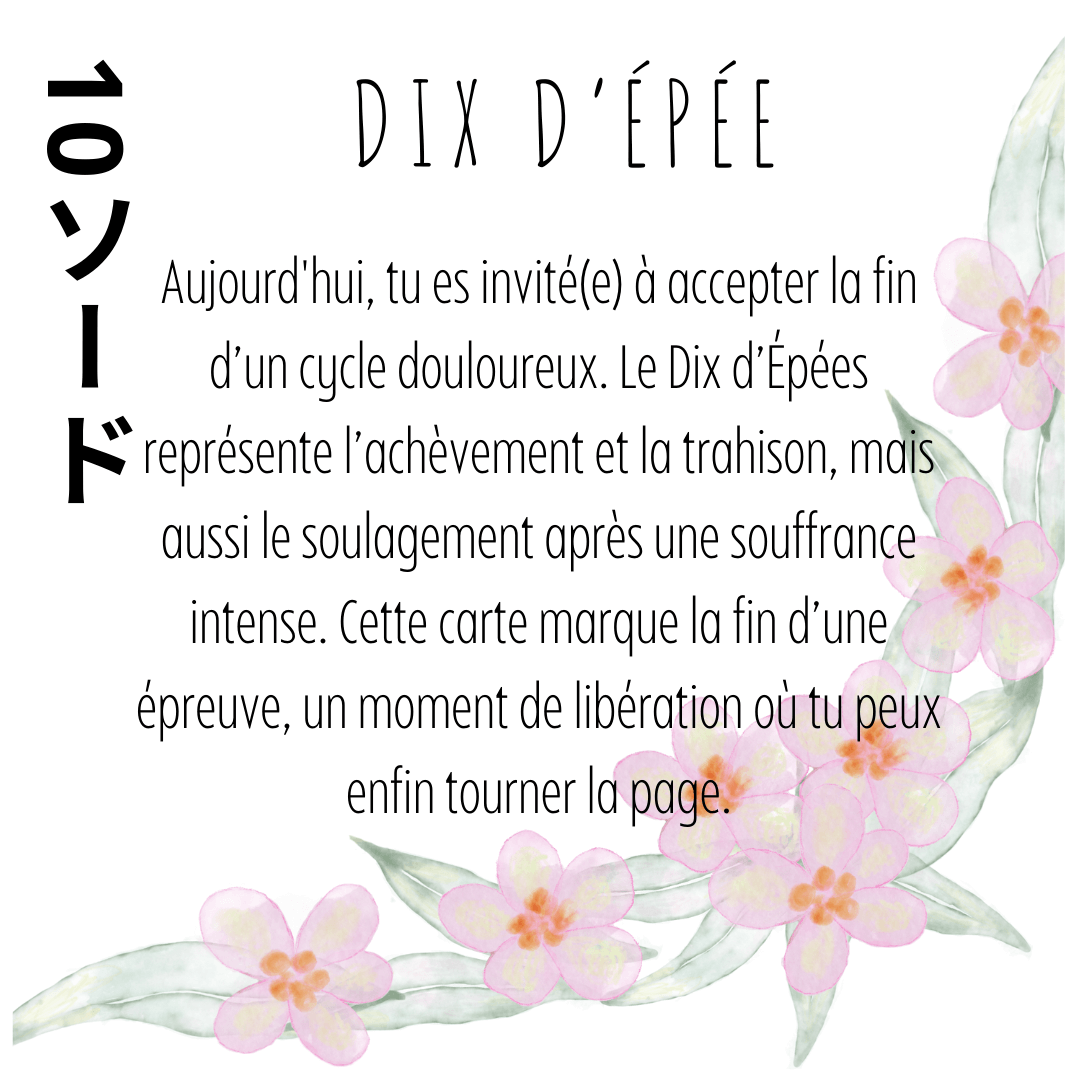 10ソード
DIX D’ÉPÉE
Aujourd'hui, tu es invité(e) à accepter la fin
d’un cycle douloureux. Le Dix d’Épées
représente l’achèvement et la trahison, mais
aussi le soulagement après une souffrance
intense. Cette carte marque la fin d’une
épreuve, un moment de libération où tu peux
enfin tourner la page.